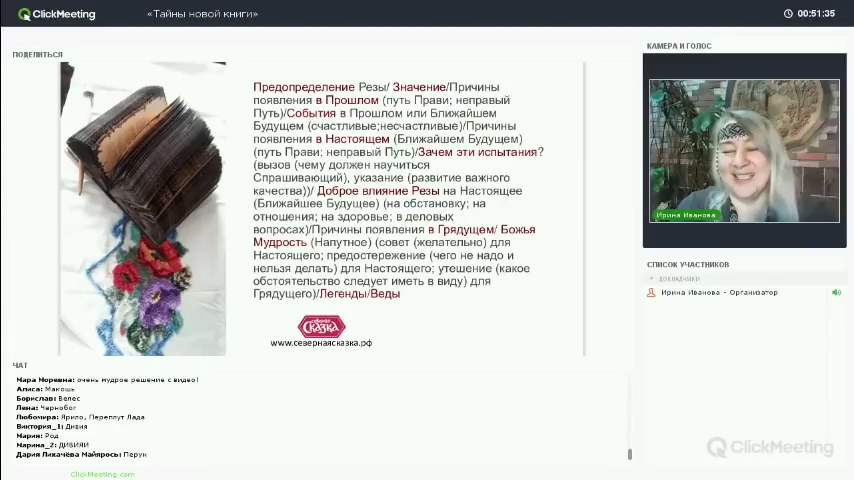 ClickMeeting
«Тайны новой книги»
00:51:35
ПОДЕЛИТЬСЯ
Предопределение Резы/ Значение/Причины
появления в Прошлом (путь Прави; неправый
Путь)/События в Прошлом или Ближайшем
Будущем (счастливые;несчастливые)/Причины
появления в Настоящем (Ближайшем Будущем)
(путь Прави; неправый Путь)/Зачем эти испытания?
(вызов (чему должен научиться
Спрашивающий), указание (развитие важного
качества))/ Доброе влияние Резы на Настоящее
(Ближайшее Будущее) (на обстановку; на
отношения; на здоровье; в деловых
вопросах)/Причины появления в Грядущем/ Божья
Мудрость (Напутное) (совет (желательно) для
Настоящего; предостережение (чего не надо и
нельзя делать) для Настоящего; утешение (какое
обстоятельство следует иметь в виду) для
Грядущего)/Легенды/Веды
Сказка
www.севернаясказка.рф
КАМЕРА И ГОЛОС
Ирина Иванова
СПИСОК УЧАСТНИКОВ
ДОКЛАДЧИКИ
Ирина Иванова - Организатор
ЧАТ
Мара Моревна: очень мудрое решение с видео!
Алиса: Макошь
Борислав: Велес
Лена: Чернобог
Любомира: Ярило, Переплут Лада
Виктория_1: Дивия
Мария: Род
Марина_2: ДИВИЯИ
Дария Лихачёва Майяросы: Перун
ClickMeeting.com
ClickMeeting